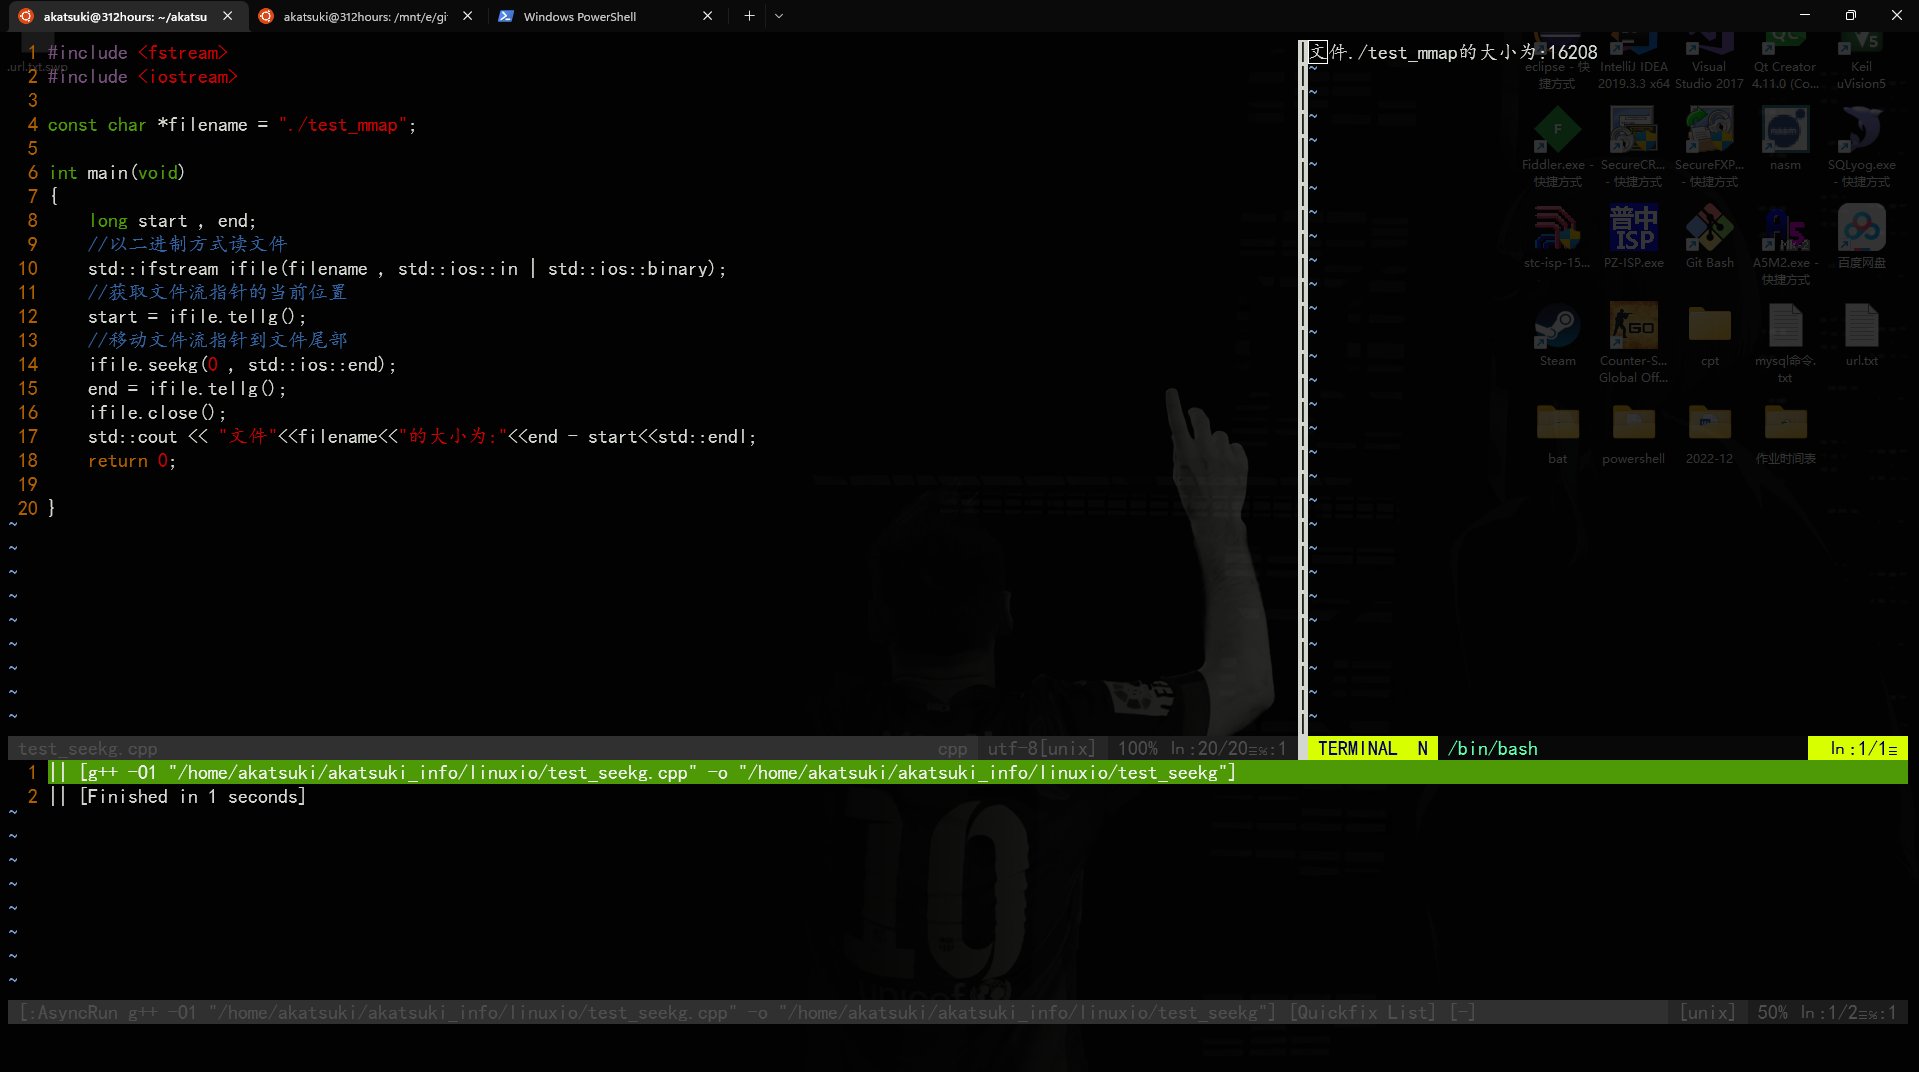 akatsuki@312hours: ~/akatsu
akatsuki@312hours: /mnt/e/gi
Windows PowerShell
1 #include <fstream>
2 #include <iostream>
3
4 const char *filename = "./test_mmap";
5
6 int main(void)
7 {
8 long start , end;
9 //以二进制方式读文件
10 std::ifstream ifile(filename , std::ios::in | std::ios::binary);
11 //获取文件流指针的当前位置
12 start = ifile.tellg();
13 //移动文件流指针到文件尾部
14 ifile.seekg(0 , std::ios::end);
15 end = ifile.tellg();
16 ifile.close();
17 std::cout << "文件"<<filename<<"的大小为:"<<end - start<<std::endl;
18 return 0;
19
20 }
.url.txt.swp
文件./test_mmap的大小为:16208
eclipse - 快捷方式
IntelliJ IDEA 2019.3.3 x64
Visual Studio 2017
Qt Creator 4.11.0 (Co...
Keil uVision5
Fiddler.exe - 快捷方式
SecureCR... - 快捷方式
SecureFXP... - 快捷方式
nasm
SQLyog.exe - 快捷方式
stc-isp-15...
普中 ISP
PZ-ISP.exe
Git Bash
A5M2.exe - 快捷方式
百度网盘
Steam
Counter-S... Global Off...
cpt
mysql命令.txt
url.txt
bat
powershell
2022-12
作业时间表
test_seekg.cpp cpp utf-8[unix] 100% ln:20/20≡℅:1
TERMINAL N /bin/bash ln:1/1≡
1 || [g++ -O1 "/home/akatsuki/akatsuki_info/linuxio/test_seekg.cpp" -o "/home/akatsuki/akatsuki_info/linuxio/test_seekg"]
2 || [Finished in 1 seconds]
10
unicef
[:AsyncRun g++ -O1 "/home/akatsuki/akatsuki_info/linuxio/test_seekg.cpp" -o "/home/akatsuki/akatsuki_info/linuxio/test_seekg"] [Quickfix List] [-] [unix] 50% ln:1/2≡℅:1